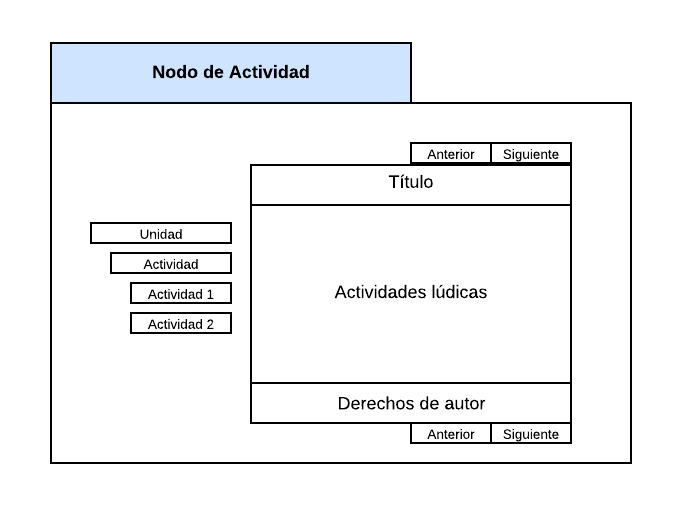 Nodo de Actividad
Anterior Siguiente
Título
Unidad
Actividad
Actividad 1
Actividad 2
Actividades lúdicas
Derechos de autor
Anterior Siguiente